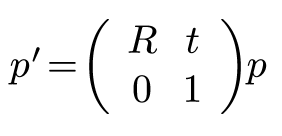 p′ = ( R t
0 1 ) p